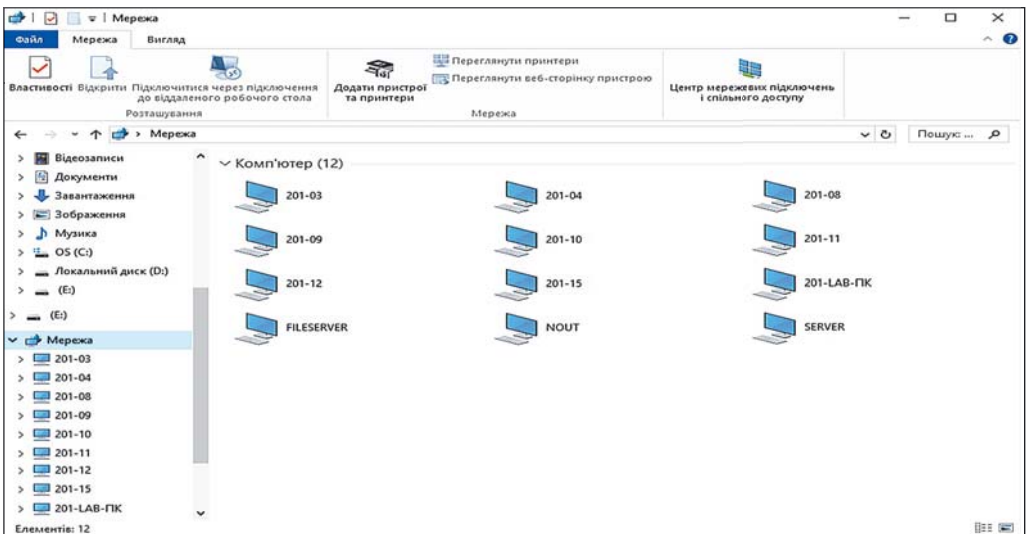 Мережа
Файл Мережа Вигляд
Властивості Відкрити Підключитися через підключення до віддаленого робочого стола
Розташування
Додати пристрої та принтери
Переглянути принтери
Переглянути веб-сторінку пристрою
Мережа
Центр мережевих підключень і спільного доступу
Мережа
Пошук: ...
Відеозаписи
Документи
Завантаження
Зображення
Музика
OS (C:)
Локальний диск (D:)
(E:)
(E:)
Мережа
201-03
201-04
201-08
201-09
201-10
201-11
201-12
201-15
201-LAB-ПК
Комп'ютер (12)
201-03 201-04 201-08
201-09 201-10 201-11
201-12 201-15 201-LAB-ПК
FILESERVER NOUT SERVER
Елементів: 12